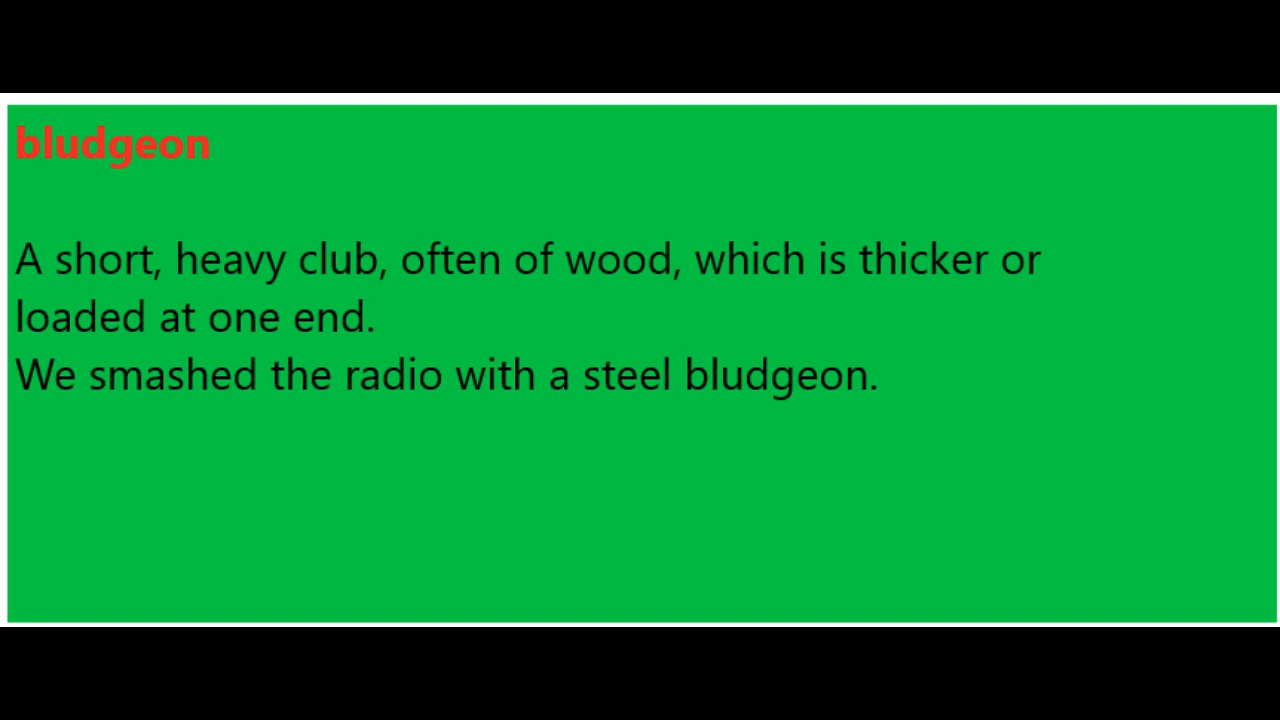 bludgeon
A short, heavy club, often of wood, which is thicker or
loaded at one end.
We smashed the radio with a steel bludgeon.